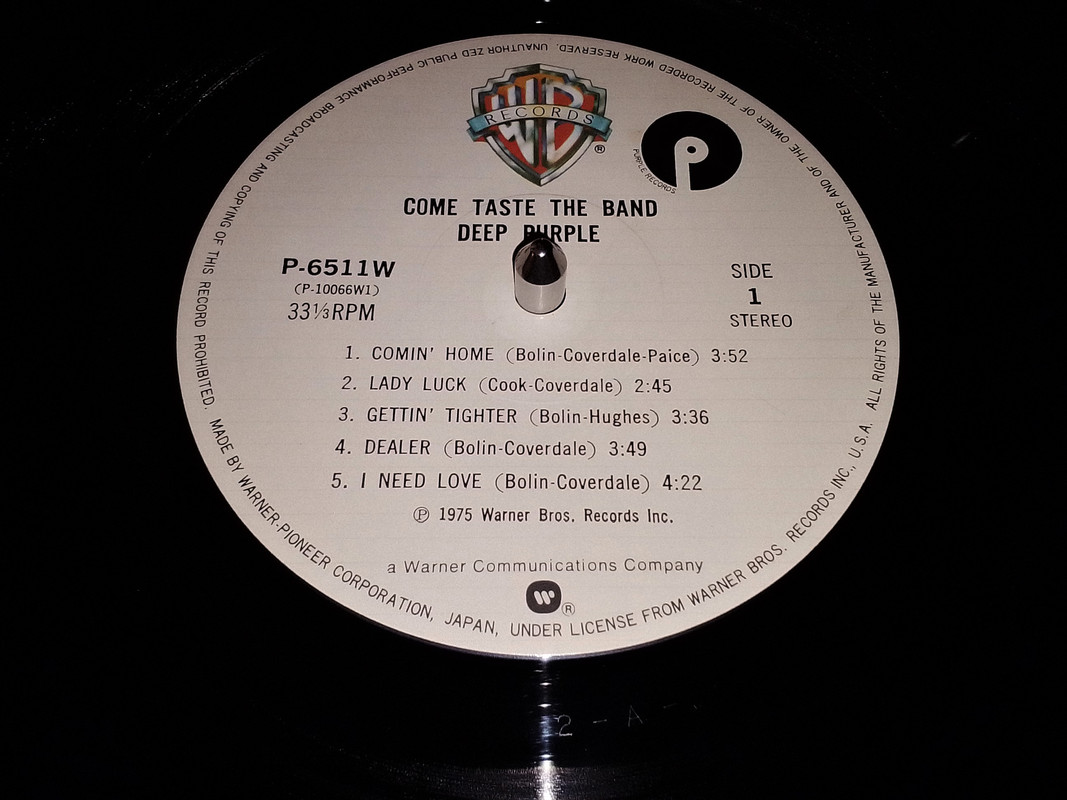 WB
RECORDS
®
P
PURPLE RECORDS
COME TASTE THE BAND
DEEP PURPLE
P-6511W
(P-10066W1)
33⅓RPM
SIDE
1
STEREO
1. COMIN' HOME (Bolin-Coverdale-Paice) 3:52
2. LADY LUCK (Cook-Coverdale) 2:45
3. GETTIN' TIGHTER (Bolin-Hughes) 3:36
4. DEALER (Bolin-Coverdale) 3:49
5. I NEED LOVE (Bolin-Coverdale) 4:22
℗ 1975 Warner Bros. Records Inc.
a Warner Communications Company
W®
MADE BY WARNER-PIONEER CORPORATION, JAPAN, UNDER LICENSE FROM WARNER BROS. RECORDS INC., U.S.A. ALL RIGHTS OF THE MANUFACTURER AND OF THE OWNER OF THE RECORDED WORK RESERVED. UNAUTHOR ZED PUBLIC PERFORMANCE BROADCASTING AND COPYING OF THIS RECORD PROHIBITED.
2 - A -